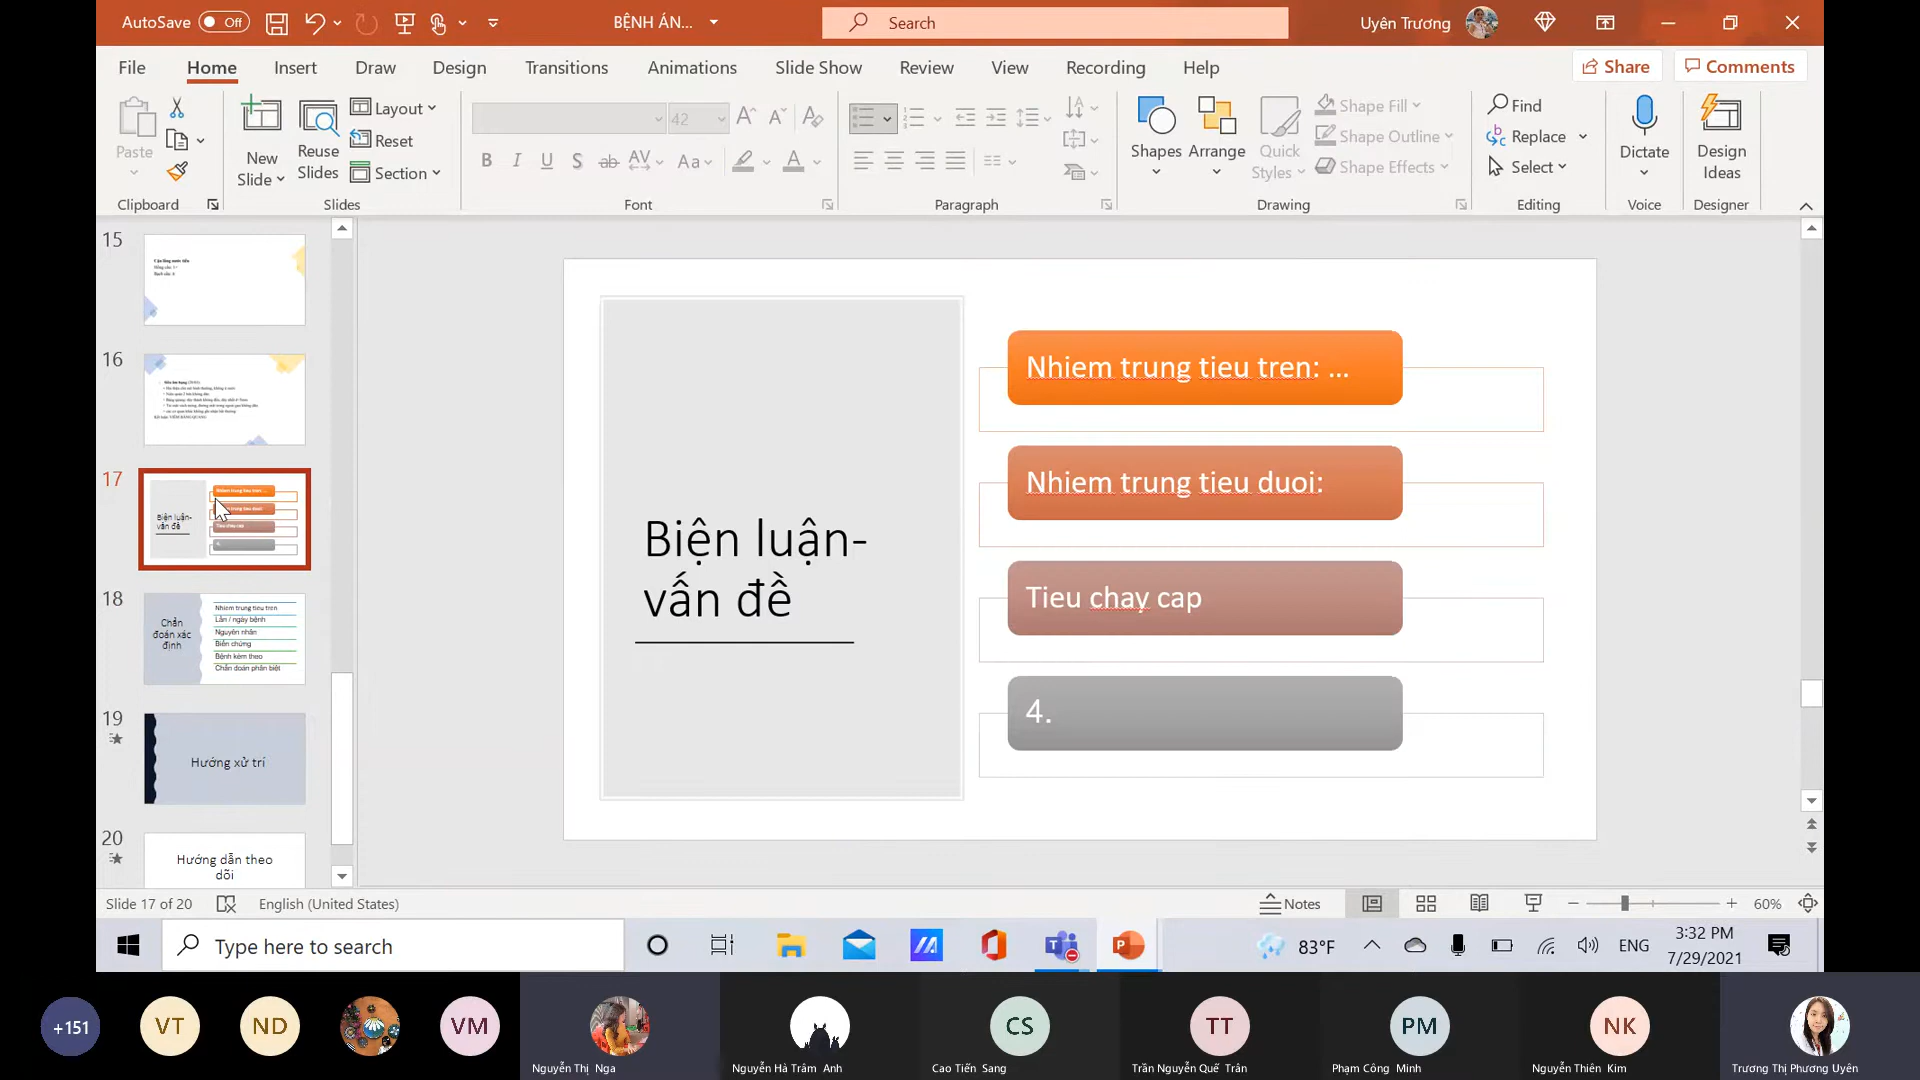 AutoSave Off BỆNH ÁN... Search Uyên Trương
File Home Insert Draw Design Transitions Animations Slide Show Review View Recording Help Share Comments
Paste
New Slide
Reuse Slides
Layout
Reset
Section
42
Shapes
Arrange
Quick Styles
Shape Fill
Shape Outline
Shape Effects
Find
Replace
Select
Dictate
Design Ideas
Clipboard Slides Font Paragraph Drawing Editing Voice Designer
15
16
17
Biện luận-
vấn đề
18
Chẩn
đoán xác
định
Nhiem trung tieu tren
Lần / ngày bệnh
Nguyên nhân
Biến chứng
Bệnh kèm theo
Chẩn đoán phân biệt
19
Hướng xử trí
20
Hướng dẫn theo
dõi
Biện luận-
vấn đề
Nhiem trung tieu tren: ...
Nhiem trung tieu duoi:
Tieu chay cap
4.
Slide 17 of 20 English (United States) Notes 60%
Type here to search 83°F ENG 3:32 PM
7/29/2021
+151 VT ND VM CS TT PM NK
Nguyễn Thị Nga
Nguyễn Hà Trâm Anh
Cao Tiến Sang
Trần Nguyễn Quế Trân
Phạm Công Minh
Nguyễn Thiên Kim
Trương Thị Phương Uyên